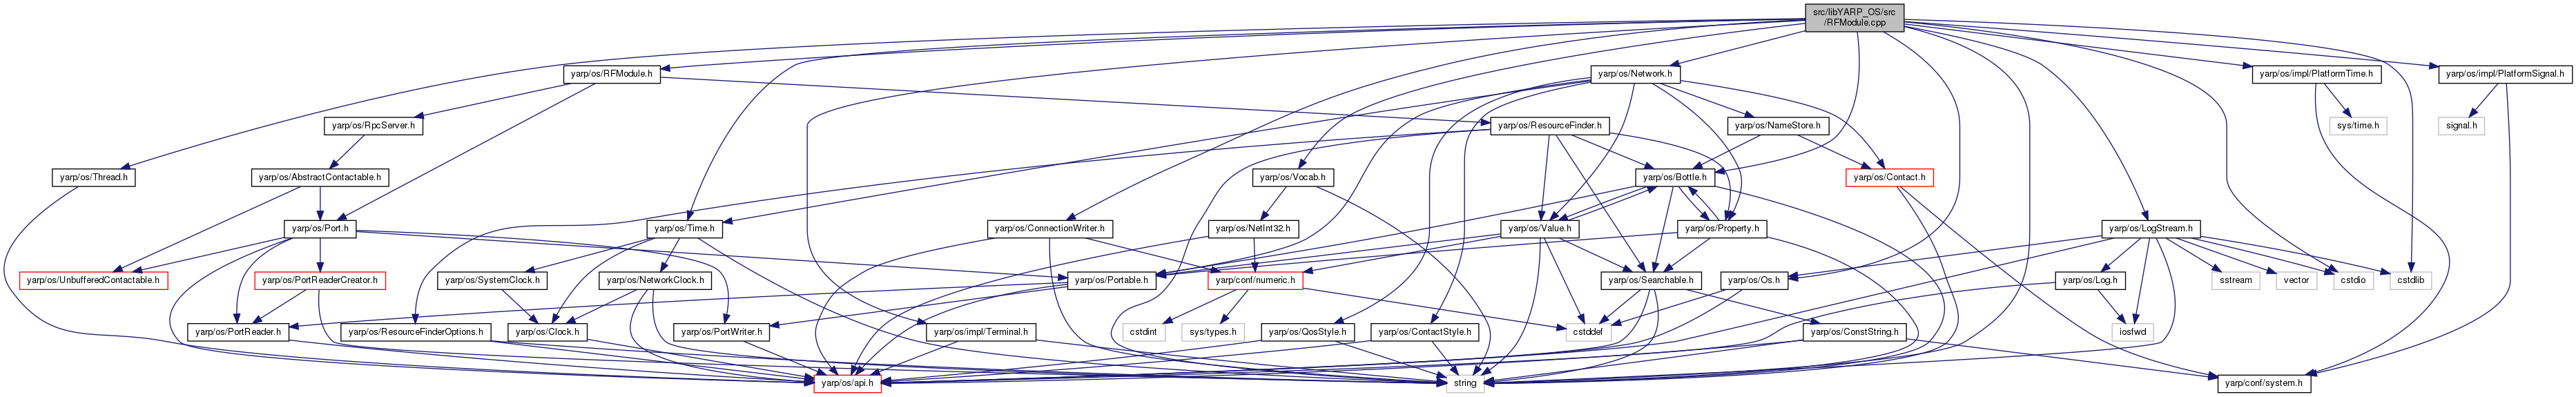 src/libYARP_OS/src
/RFModule.cpp
yarp/os/RFModule.h
yarp/os/Network.h
yarp/os/impl/PlatformTime.h
yarp/os/impl/PlatformSignal.h
yarp/os/RpcServer.h
yarp/os/ResourceFinder.h
yarp/os/NameStore.h
sys/time.h
signal.h
yarp/os/Thread.h
yarp/os/AbstractContactable.h
yarp/os/Vocab.h
yarp/os/Bottle.h
yarp/os/Contact.h
yarp/os/Port.h
yarp/os/Time.h
yarp/os/ConnectionWriter.h
yarp/os/NetInt32.h
yarp/os/Value.h
yarp/os/Property.h
yarp/os/LogStream.h
yarp/os/UnbufferedContactable.h
yarp/os/PortReaderCreator.h
yarp/os/SystemClock.h
yarp/os/NetworkClock.h
yarp/os/Portable.h
yarp/conf/numeric.h
yarp/os/Searchable.h
yarp/os/Os.h
yarp/os/Log.h
sstream
vector
cstdio
cstdlib
yarp/os/PortReader.h
yarp/os/ResourceFinderOptions.h
yarp/os/Clock.h
yarp/os/PortWriter.h
yarp/os/impl/Terminal.h
cstdint
sys/types.h
yarp/os/QosStyle.h
yarp/os/ContactStyle.h
cstddef
yarp/os/ConstString.h
iosfwd
yarp/os/api.h
string
yarp/conf/system.h